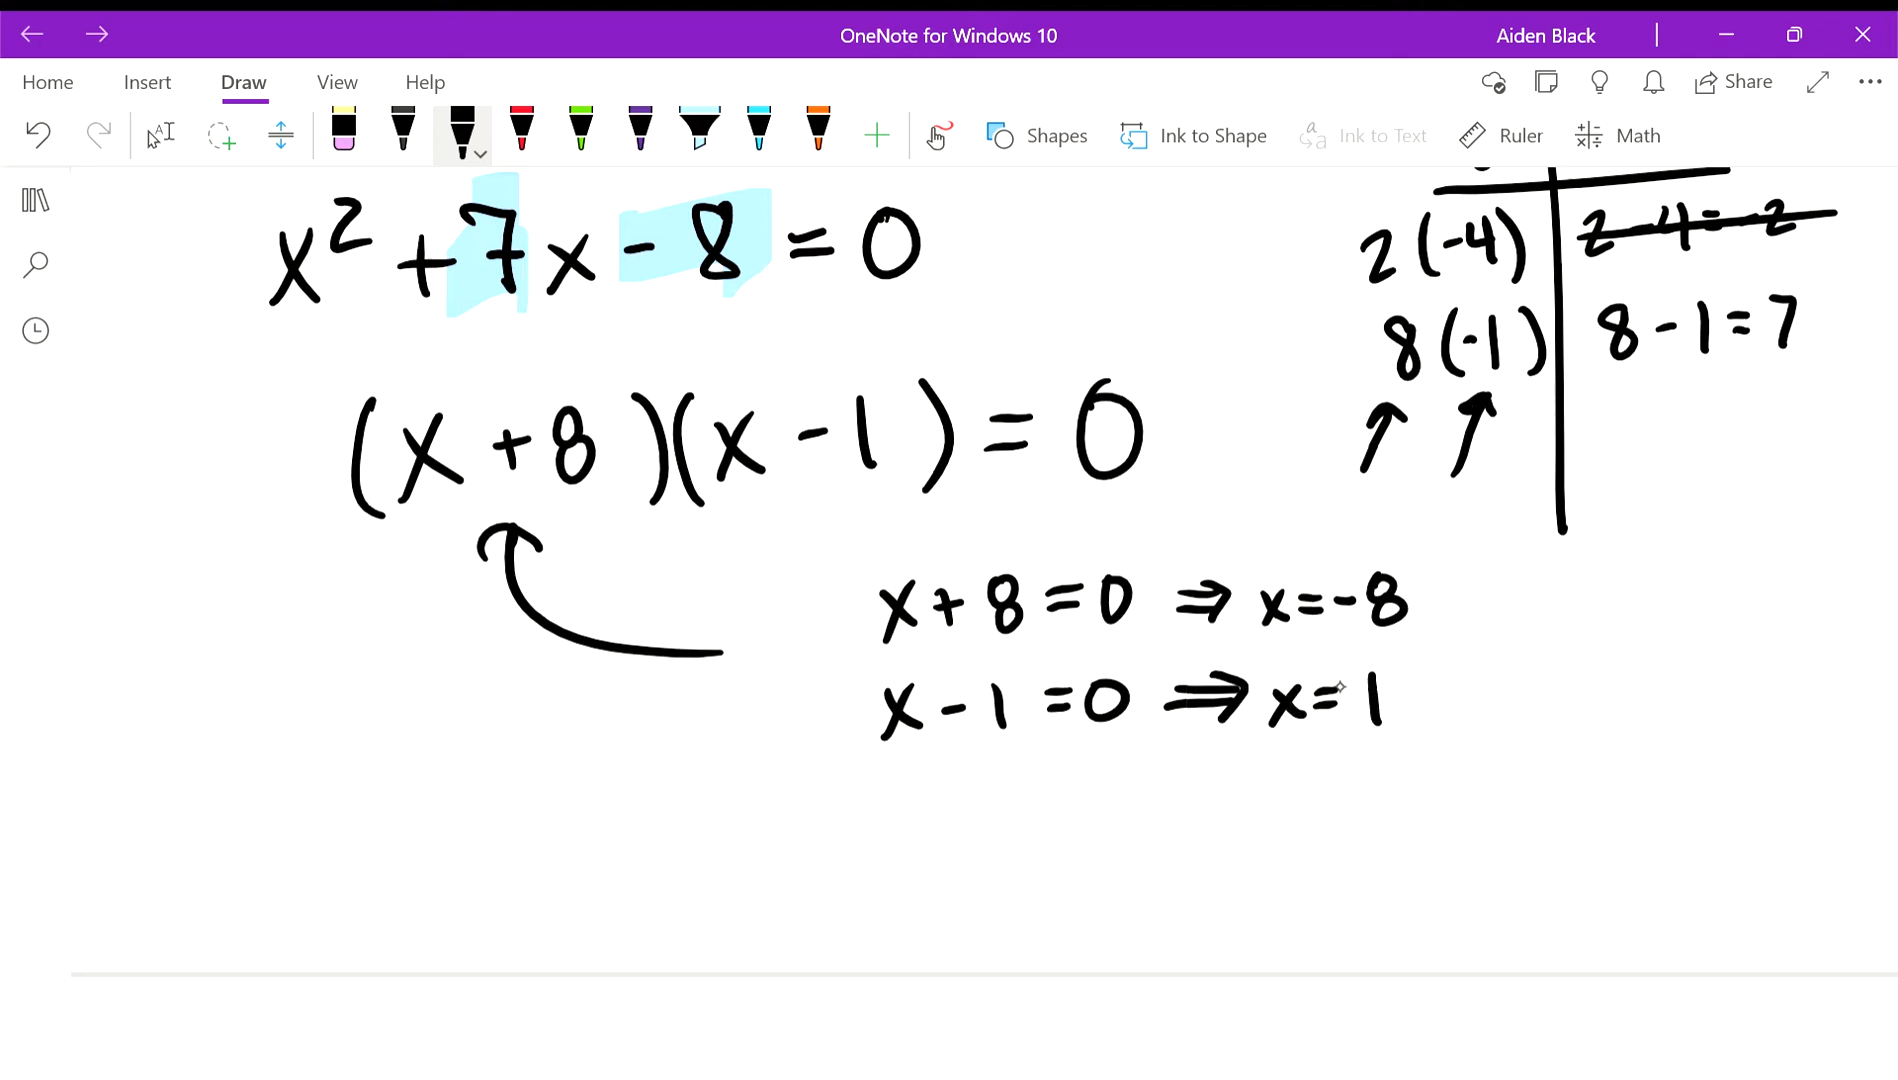 OneNote for Windows 10
Aiden Black
Home Insert Draw View Help Share
Shapes Ink to Shape Ink to Text Ruler Math
x² + 7x - 8 = 0
2(-4) 2-4=-2
8(-1) 8-1=7
(x + 8)(x - 1) = 0
x + 8 = 0 ⇒ x = -8
x - 1 = 0 ⇒ x = 1